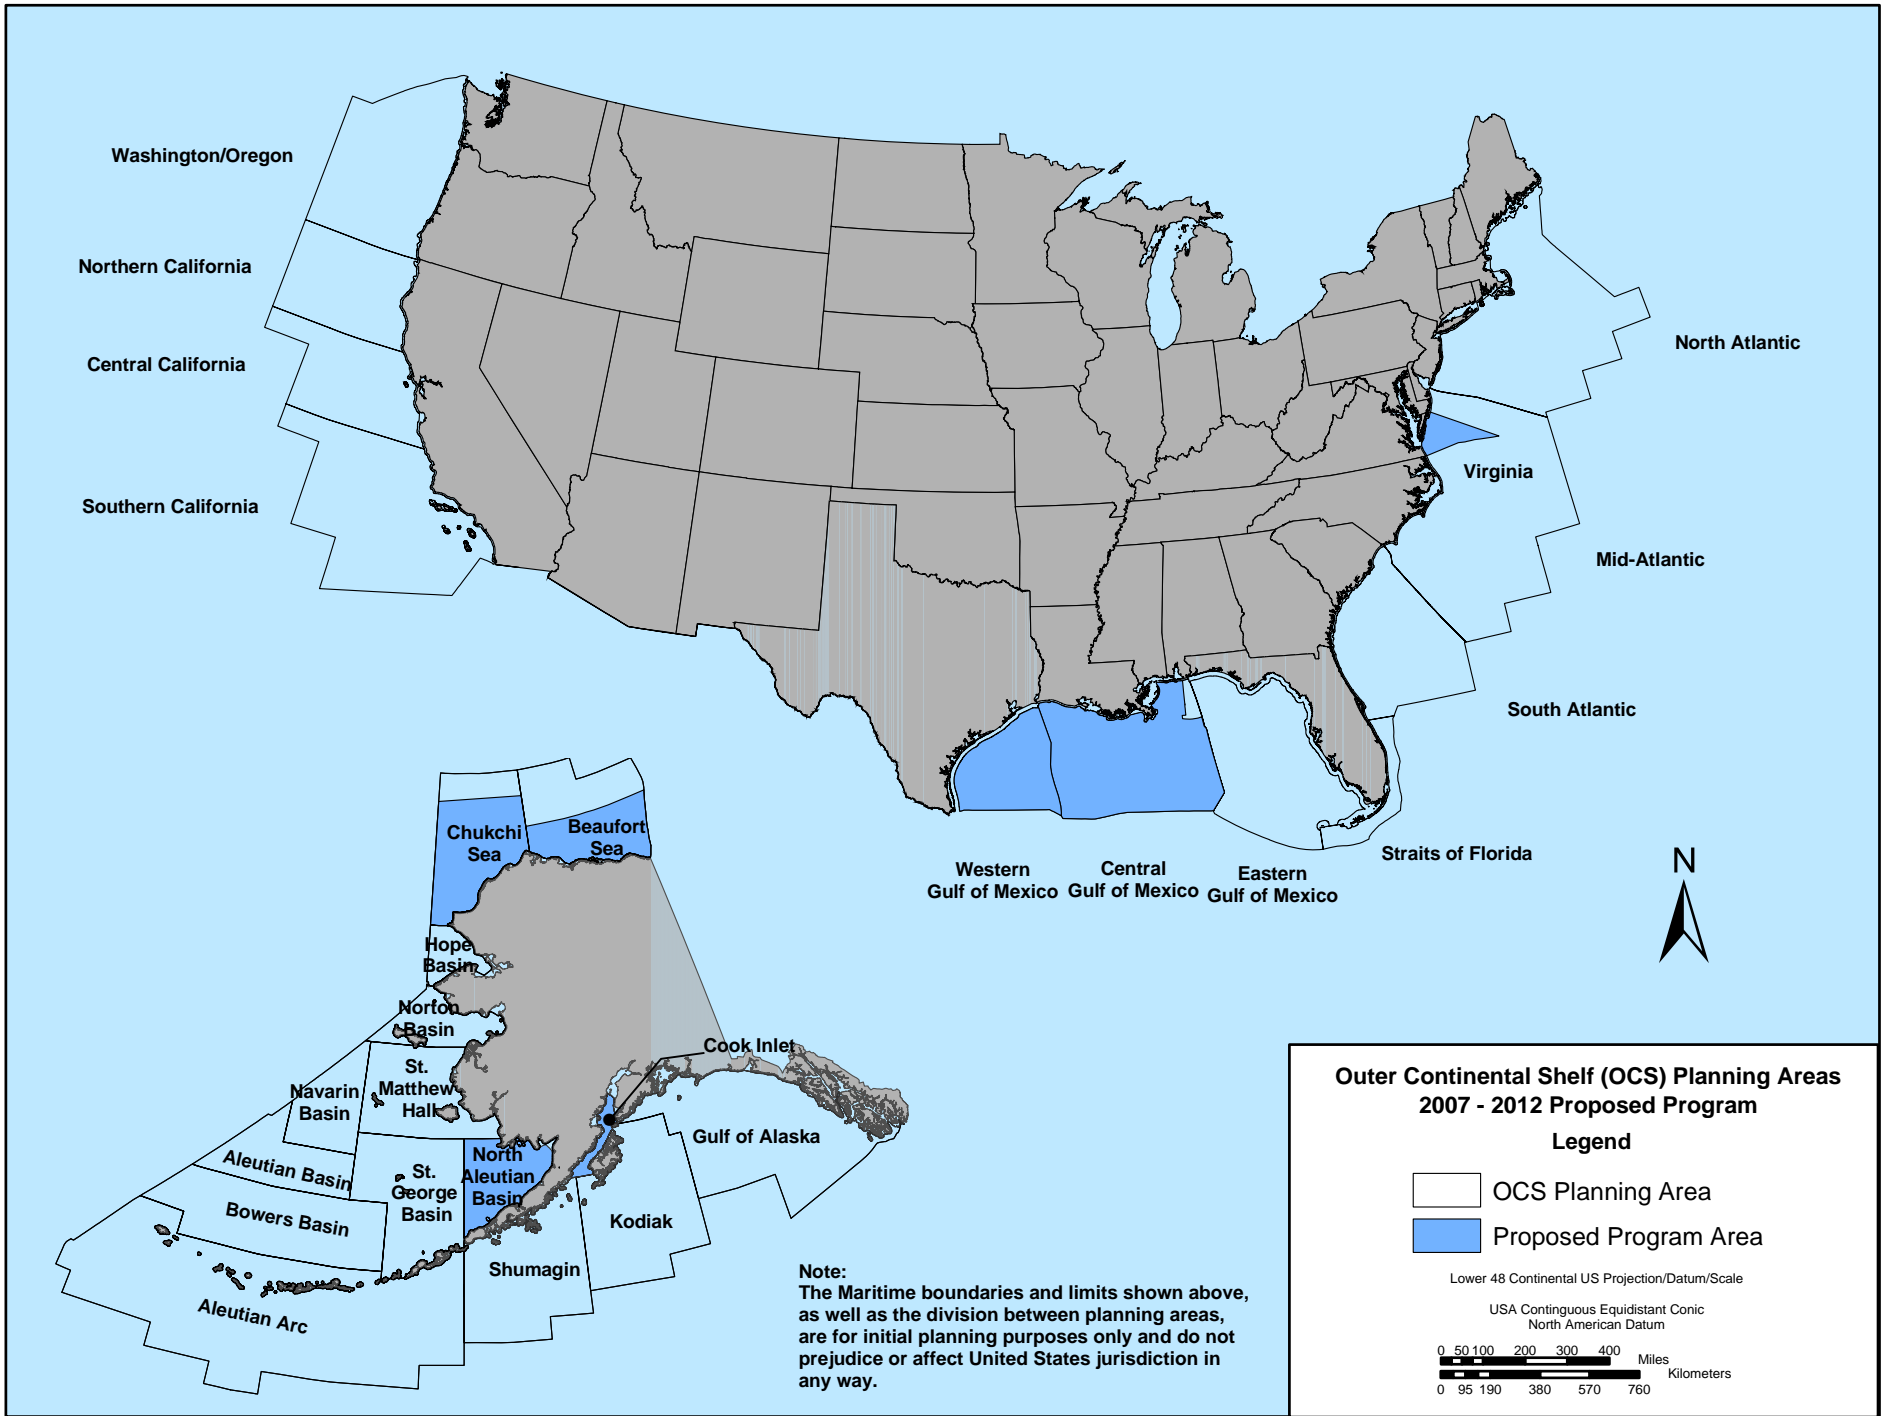 Washington/Oregon
Northern California
Central California
Southern California
North Atlantic
Virginia
Mid-Atlantic
South Atlantic
Straits of Florida
Western
Gulf of Mexico
Central
Gulf of Mexico
Eastern
Gulf of Mexico
N
Chukchi
Sea
Beaufort
Sea
Hope
Basin
Norton
Basin
St.
Matthew
Hall
Navarin
Basin
Aleutian Basin
Bowers Basin
St.
George
Basin
North
Aleutian
Basin
Cook Inlet
Gulf of Alaska
Kodiak
Shumagin
Aleutian Arc
Note:
The Maritime boundaries and limits shown above,
as well as the division between planning areas,
are for initial planning purposes only and do not
prejudice or affect United States jurisdiction in
any way.
Outer Continental Shelf (OCS) Planning Areas
2007 - 2012 Proposed Program
Legend
OCS Planning Area
Proposed Program Area
Lower 48 Continental US Projection/Datum/Scale
USA Continguous Equidistant Conic
North American Datum
0 50 100 200 300 400
Miles
Kilometers
0 95 190 380 570 760